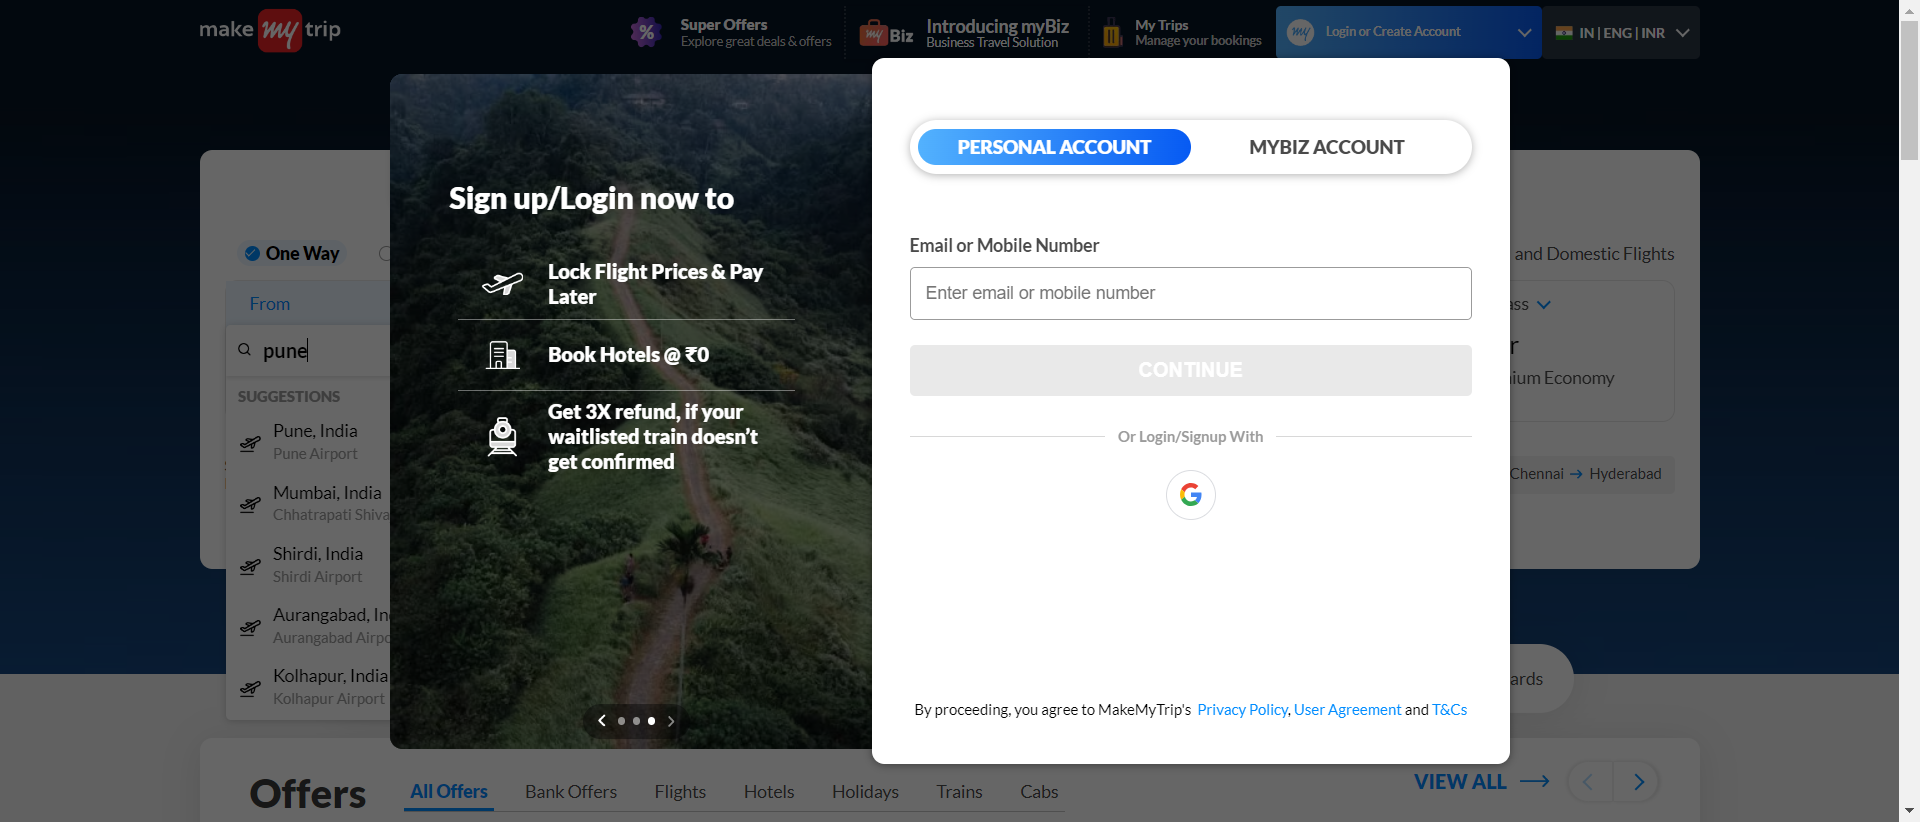 make my trip
Super Offers
Explore great deals & offers
my Biz
Introducing myBiz
Business Travel Solution
My Trips
Manage your bookings
my
Login or Create Account
IN | ENG | INR
Sign up/Login now to
Lock Flight Prices & Pay
Later
Book Hotels @ ₹0
Get 3X refund, if your
waitlisted train doesn’t
get confirmed
PERSONAL ACCOUNT
MYBIZ ACCOUNT
Email or Mobile Number
Enter email or mobile number
CONTINUE
Or Login/Signup With
By proceeding, you agree to MakeMyTrip's Privacy Policy, User Agreement and T&Cs
One Way
From
pune
SUGGESTIONS
Pune, India
Pune Airport
Mumbai, India
Chhatrapati Shiva
Shirdi, India
Shirdi Airport
Aurangabad, In
Aurangabad Airpo
Kolhapur, India
Kolhapur Airport
and Domestic Flights
ass
r
ium Economy
Chennai → Hyderabad
ards
Offers
All Offers
Bank Offers
Flights
Hotels
Holidays
Trains
Cabs
VIEW ALL